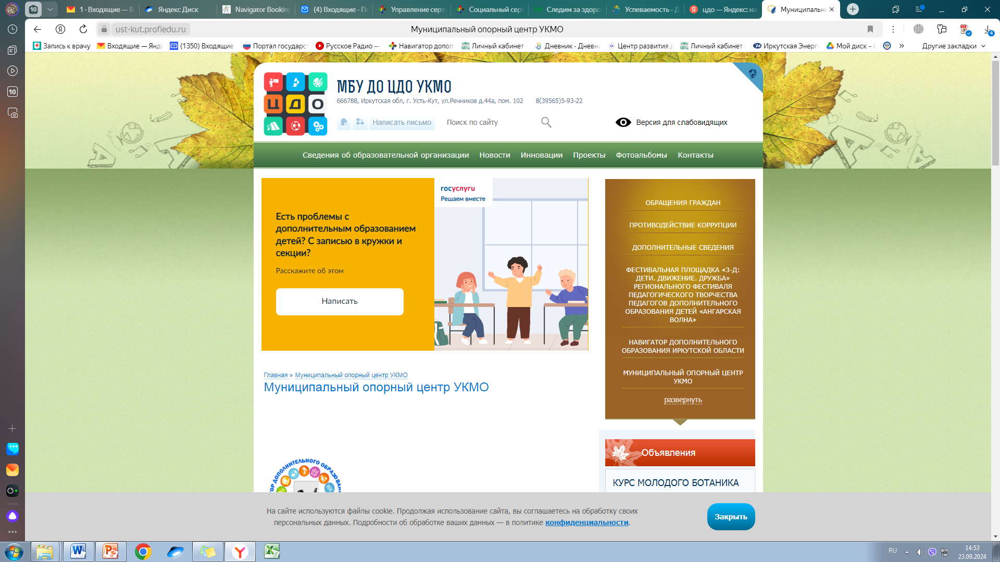 10
1 · Входящие — Я
Яндекс Диск
Navigator Booking
(4) Входящие - По
Управление серт
Социальный серт
Следим за здоро
Успеваемость - Д
цдо — Яндекс: на
Муниципальн
ust-kut.profiedu.ru
Муниципальный опорный центр УКМО
4
Запись к врачу
Входящие — Янде
(1350) Входящие
Портал государст
Русское Радио —
Навигатор допол
Личный кабинет -
Дневник - Дневни
Центр развития д
Личный кабинет -
Иркутская Энерго
Мой диск – G
»
Другие закладки
10
ЦДО
МБУ ДО ЦДО УКМО
666788, Иркутская обл, г. Усть-Кут, ул.Речников д.44а, пом. 102
8(39565)5-93-22
Написать письмо
Поиск по сайту
Версия для слабовидящих
Сведения об образовательной организации
Новости
Инновации
Проекты
Фотоальбомы
Контакты
госуслуги
Решаем вместе
Есть проблемы с
дополнительным образованием
детей? С записью в кружки и
секции?
Расскажите об этом
Написать
Главная » Муниципальный опорный центр УКМО
Муниципальный опорный центр УКМО
ОБРАЩЕНИЯ ГРАЖДАН
ПРОТИВОДЕЙСТВИЕ КОРРУПЦИИ
ДОПОЛНИТЕЛЬНЫЕ СВЕДЕНИЯ
ФЕСТИВАЛЬНАЯ ПЛОЩАДКА «3-Д:
ДЕТИ. ДВИЖЕНИЕ. ДРУЖБА»
РЕГИОНАЛЬНОГО ФЕСТИВАЛЯ
ПЕДАГОГИЧЕСКОГО ТВОРЧЕСТВА
ПЕДАГОГОВ ДОПОЛНИТЕЛЬНОГО
ОБРАЗОВАНИЯ ДЕТЕЙ «АНГАРСКАЯ
ВОЛНА»
НАВИГАТОР ДОПОЛНИТЕЛЬНОГО
ОБРАЗОВАНИЯ ИРКУТСКОЙ ОБЛАСТИ
МУНИЦИПАЛЬНЫЙ ОПОРНЫЙ ЦЕНТР
УКМО
развернуть
Объявления
КУРС МОЛОДОГО БОТАНИКА
ДОПОЛНИТЕЛЬНОГО
На сайте используются файлы cookie. Продолжая использование сайта, вы соглашаетесь на обработку своих
персональных данных. Подробности об обработке ваших данных — в политике конфиденциальности.
Закрыть
RU
14:53
23.09.2024